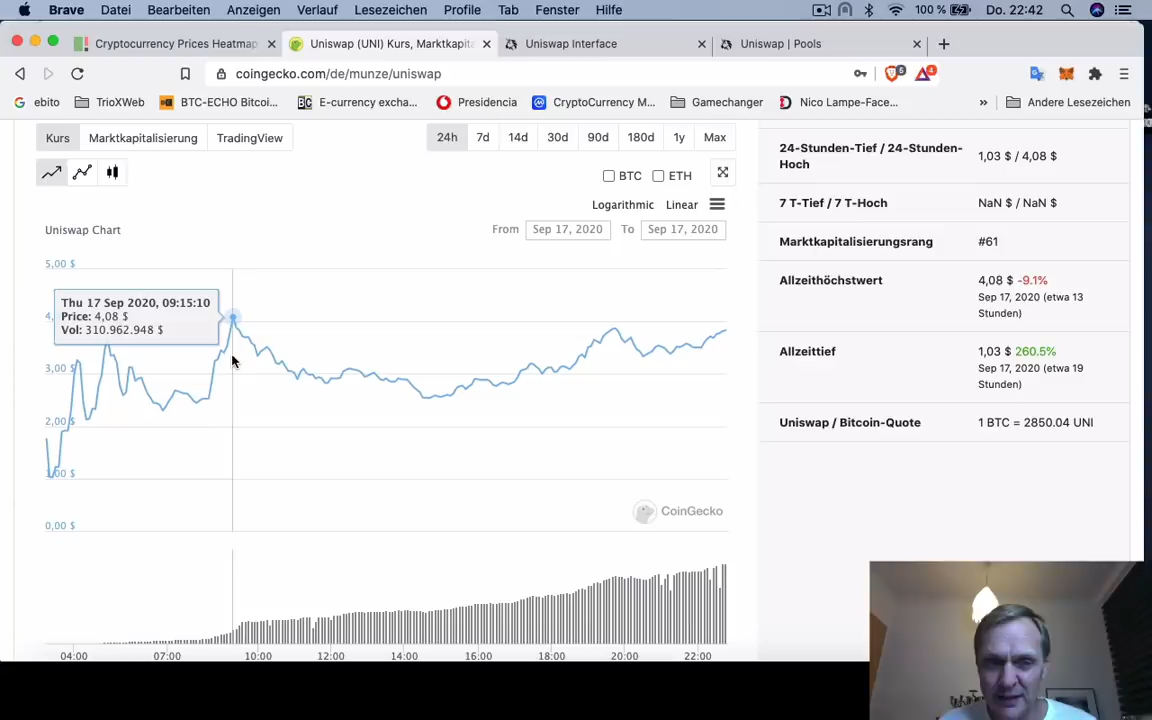 Brave Datei Bearbeiten Anzeigen Verlauf Lesezeichen Profile Tab Fenster Hilfe 100 % Do. 22:42
Cryptocurrency Prices Heatmap Uniswap (UNI) Kurs, Marktkapita Uniswap Interface Uniswap | Pools
coingecko.com/de/munze/uniswap 5 4
ebito TrioXWeb BTC-ECHO Bitcoi... E-currency excha... Presidencia CryptoCurrency M... Gamechanger Nico Lampe-Face... » Andere Lesezeichen
Kurs Marktkapitalisierung TradingView 24h 7d 14d 30d 90d 180d 1y Max
BTC ETH
Logarithmic Linear
Uniswap Chart From Sep 17, 2020 To Sep 17, 2020
5,00 $
Thu 17 Sep 2020, 09:15:10
Price: 4,08 $
Vol: 310.962.948 $
3,00 $
2,00 $
1,00 $
0,00 $
CoinGecko
04:00 07:00 10:00 12:00 14:00 16:00 18:00 20:00 22:00
24-Stunden-Tief / 24-Stunden-
Hoch
1,03 $ / 4,08 $
7 T-Tief / 7 T-Hoch NaN $ / NaN $
Marktkapitalisierungsrang #61
Allzeithöchstwert 4,08 $ -9.1%
Sep 17, 2020 (etwa 13
Stunden)
Allzeittief 1,03 $ 260.5%
Sep 17, 2020 (etwa 19
Stunden)
Uniswap / Bitcoin-Quote 1 BTC = 2850.04 UNI